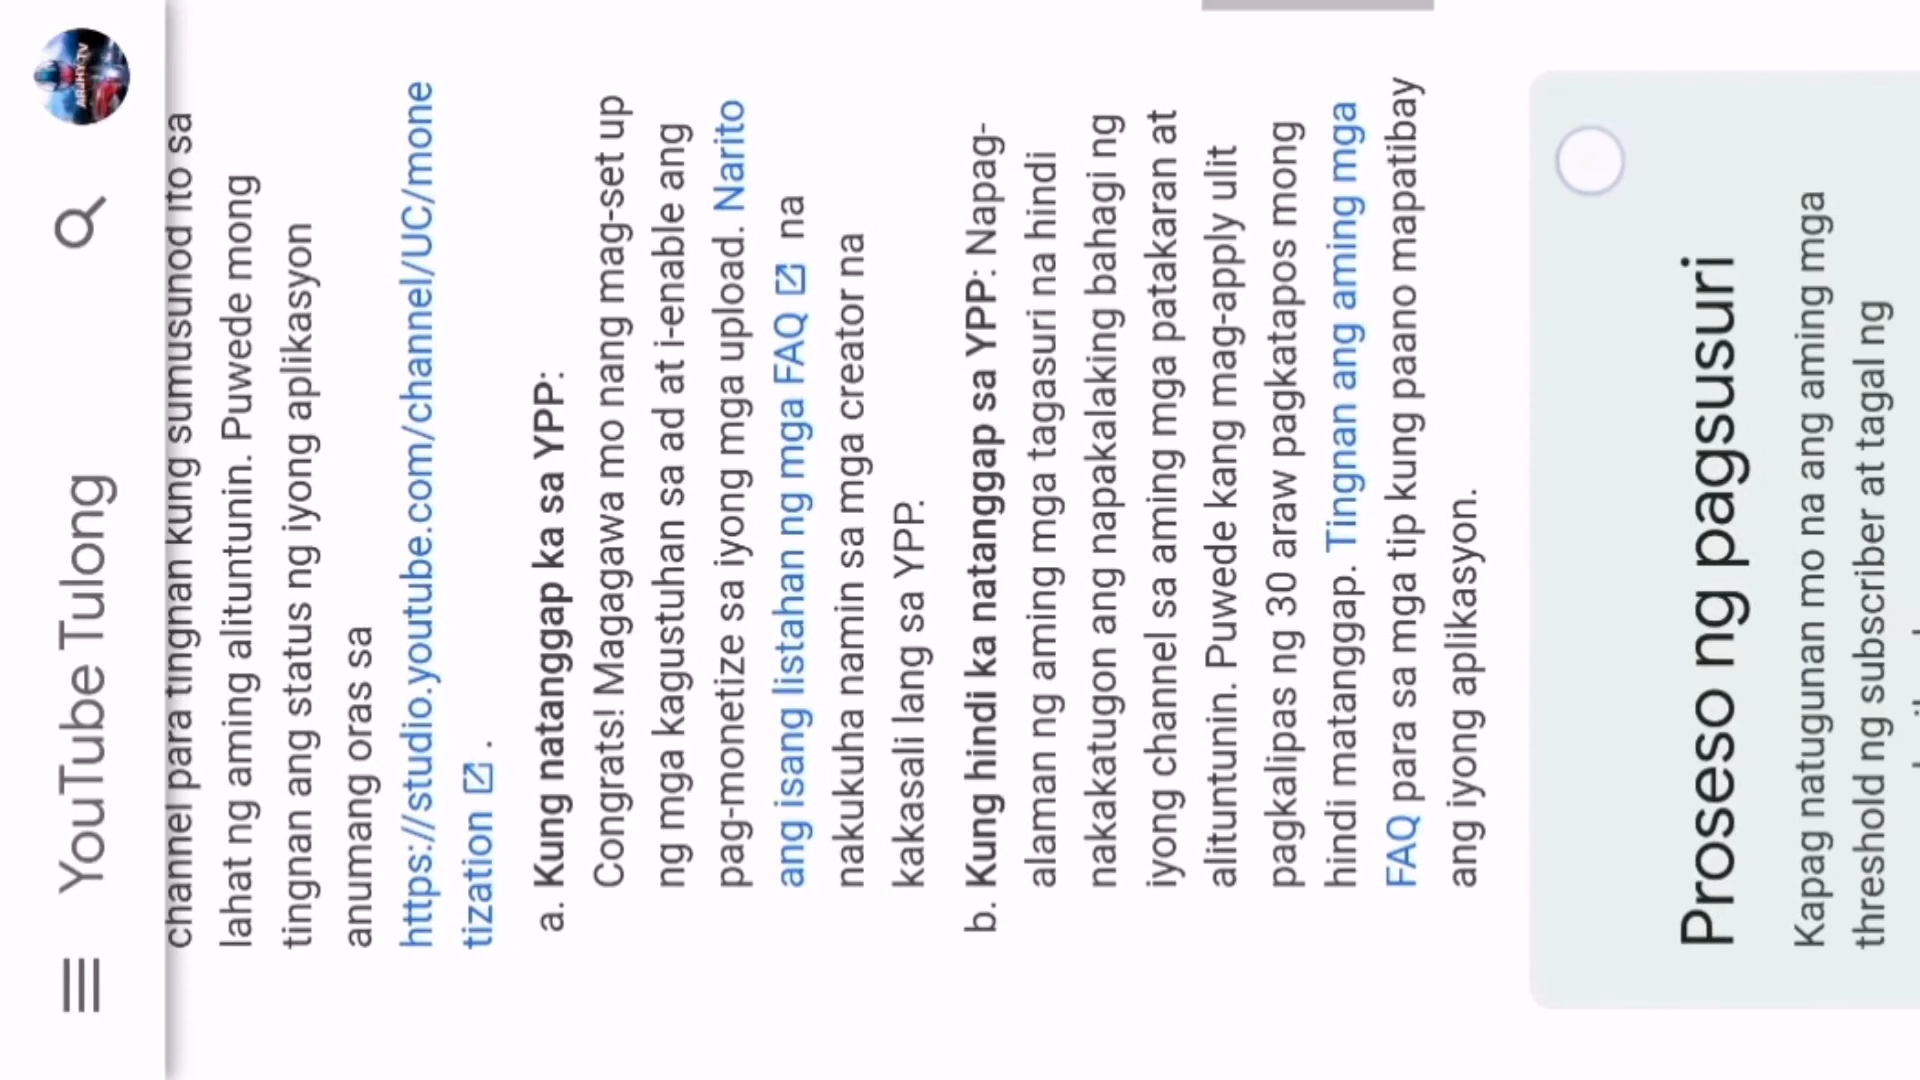 YouTube Tulong
ARJHY TV
channel para tingnan kung sumusunod ito sa
lahat ng aming alituntunin. Puwede mong
tingnan ang status ng iyong aplikasyon
anumang oras sa
https://studio.youtube.com/channel/UC/mone
tization .
a. Kung natanggap ka sa YPP:
Congrats! Magagawa mo nang mag-set up
ng mga kagustuhan sa ad at i-enable ang
pag-monetize sa iyong mga upload. Narito
ang isang listahan ng mga FAQ na
nakukuha namin sa mga creator na
kakasali lang sa YPP.
b. Kung hindi ka natanggap sa YPP: Napag-
alaman ng aming mga tagasuri na hindi
nakakatugon ang napakalaking bahagi ng
iyong channel sa aming mga patakaran at
alituntunin. Puwede kang mag-apply ulit
pagkalipas ng 30 araw pagkatapos mong
hindi matanggap. Tingnan ang aming mga
FAQ para sa mga tip kung paano mapatibay
ang iyong aplikasyon.
Proseso ng pagsusuri
Kapag natugunan mo na ang aming mga
threshold ng subscriber at tagal ng